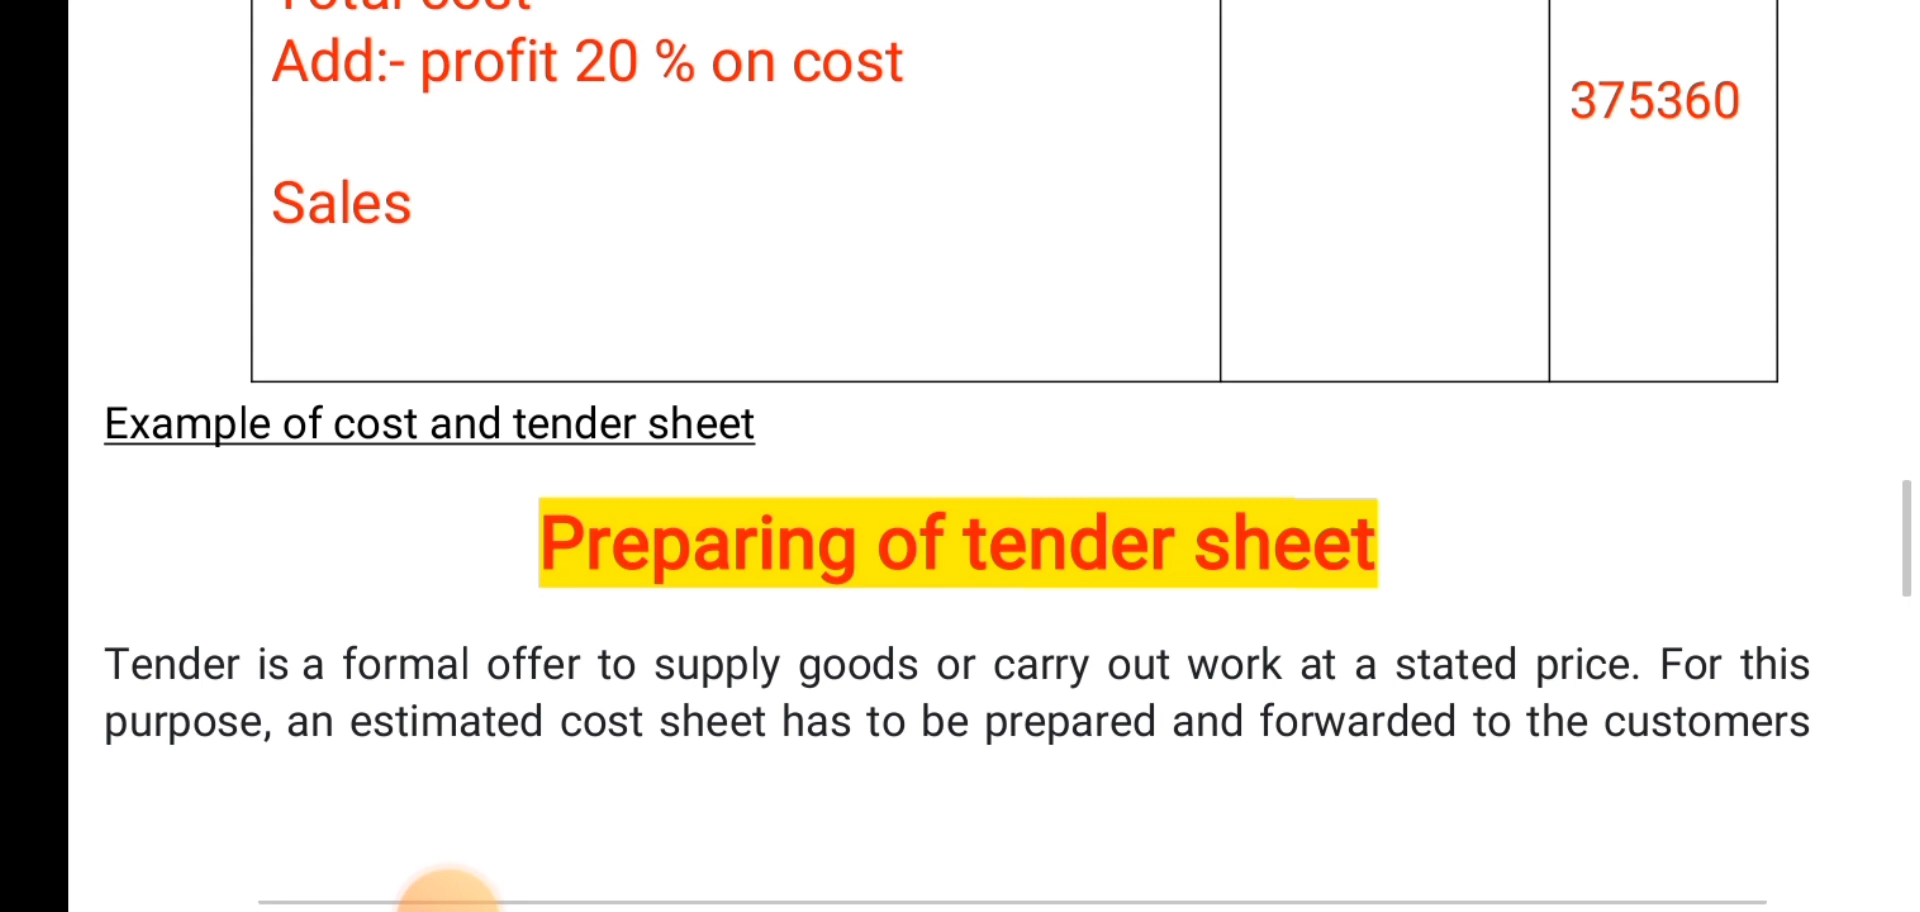 Total cost
Add:- profit 20 % on cost
375360
Sales
Example of cost and tender sheet
Preparing of tender sheet
Tender is a formal offer to supply goods or carry out work at a stated price. For this
purpose, an estimated cost sheet has to be prepared and forwarded to the customers